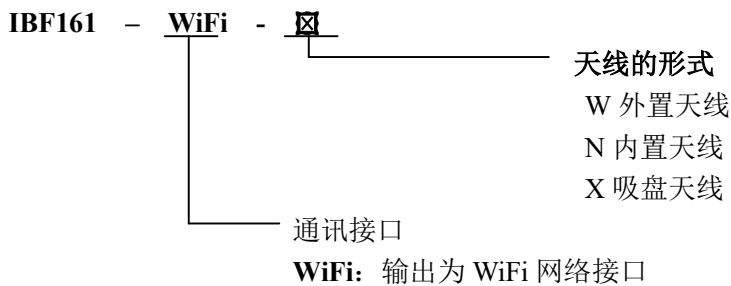 IBF161 – WiFi - ☒
天线的形式
W 外置天线
N 内置天线
X 吸盘天线
通讯接口
WiFi：输出为 WiFi 网络接口